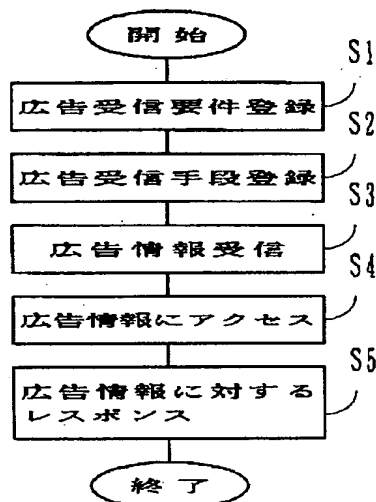 開始
S1
広告受信要件登録
S2
広告受信手段登録
S3
広告情報受信
S4
広告情報にアクセス
S5
広告情報に対する
レスポンス
終了